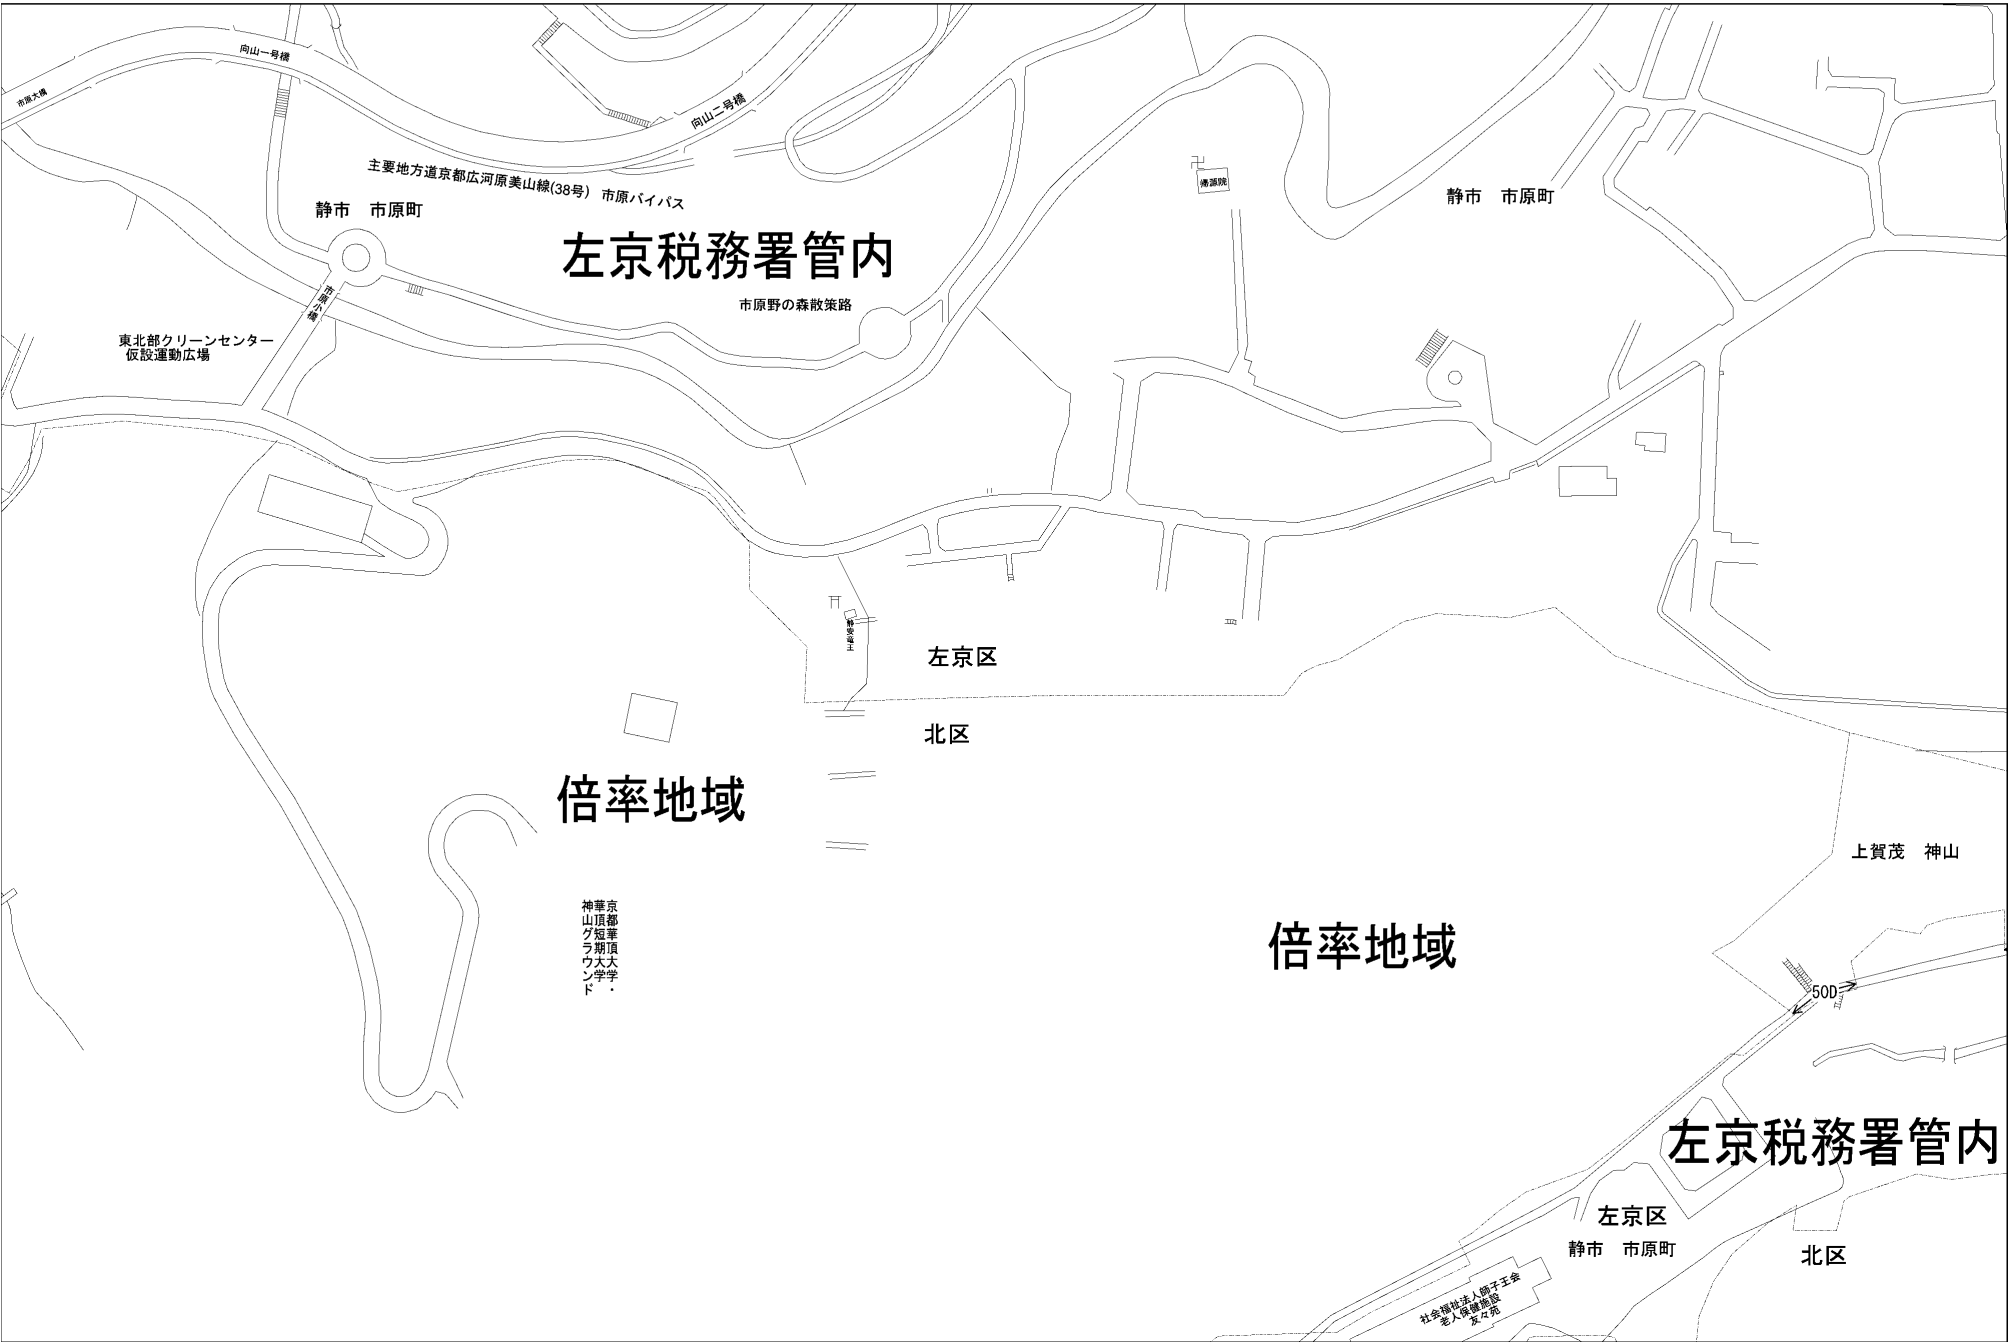 向山一号橋
市原大橋
向山二号橋
主要地方道京都広河原美山線(38号) 市原バイパス
静市 市原町
帰源院
静市 市原町
左京税務署管内
市原野の森散策路
市原小橋
東北部クリーンセンター
仮設運動広場
静安竜王
左京区
北区
倍率地域
上賀茂 神山
京都華頂大学・
華頂短期大学
神山グラウンド
倍率地域
50D
左京税務署管内
左京区
静市 市原町
北区
社会福祉法人師子王会
老人保健施設
友々苑